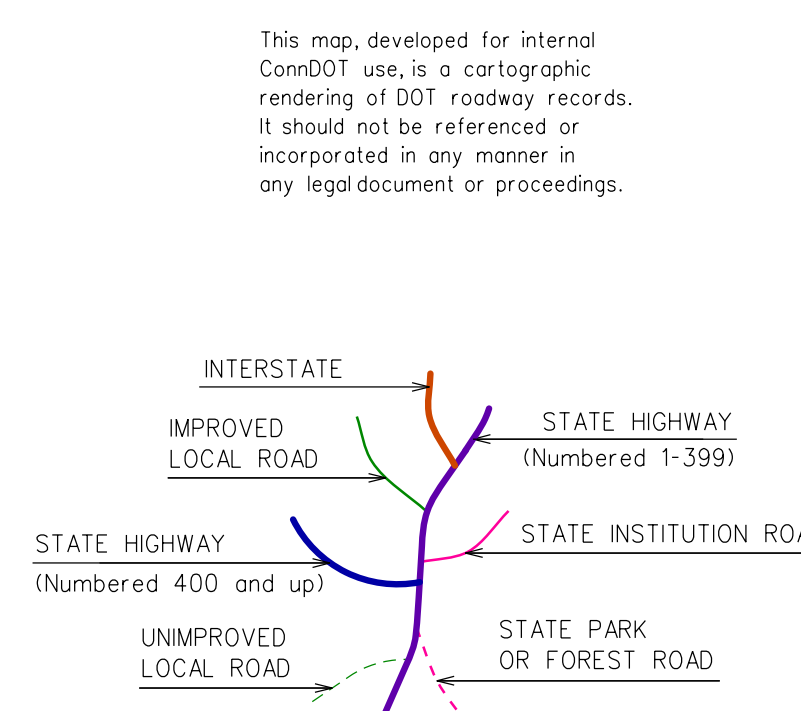 This map, developed for internal
ConnDOT use, is a cartographic
rendering of DOT roadway records.
It should not be referenced or
incorporated in any manner in
any legal document or proceedings.
INTERSTATE
STATE HIGHWAY
(Numbered 1-399)
IMPROVED
LOCAL ROAD
STATE INSTITUTION
STATE HIGHWAY
(Numbered 400 and up)
STATE PARK
OR FOREST ROAD
UNIMPROVED
LOCAL ROAD